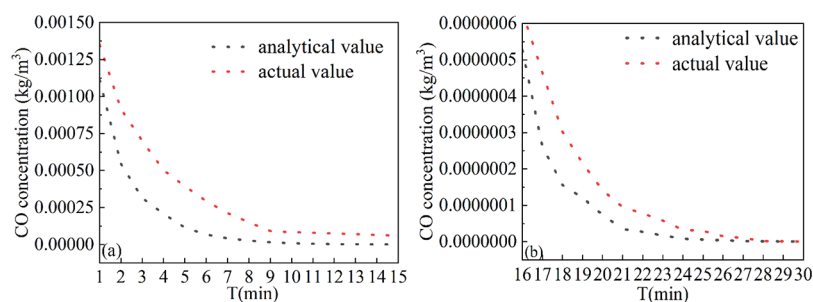 0.00150
0.00125
0.00100
0.00075
0.00050
0.00025
0.00000
CO concentration (kg/m³)
analytical value
actual value
(a)
1 2 3 4 5 6 7 8 9 10 11 12 13 14 15
T(min)
0.0000006
0.0000005
0.0000004
0.0000003
0.0000002
0.0000001
0.0000000
CO concentration (kg/m³)
analytical value
actual value
(b)
16 17 18 19 20 21 22 23 24 25 26 27 28 29 30
T(min)